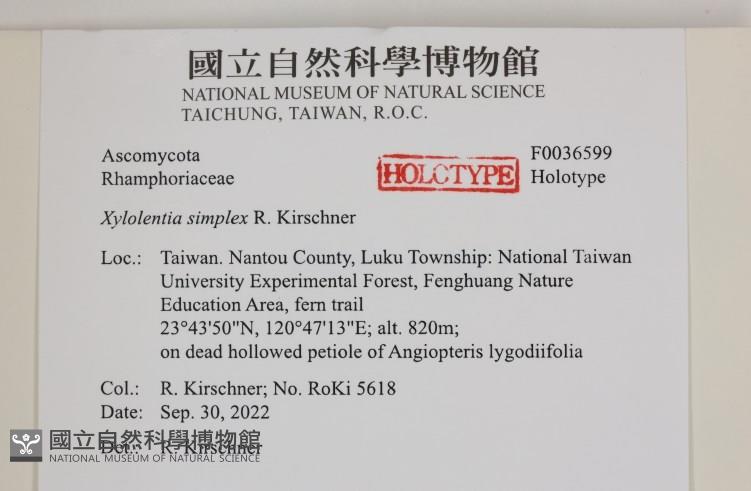 國立自然科學博物館
NATIONAL MUSEUM OF NATURAL SCIENCE
TAICHUNG, TAIWAN, R.O.C.
Ascomycota
Rhamphoriaceae
HOLOTYPE
F0036599
Holotype
Xylolentia simplex R. Kirschner
Loc.: Taiwan. Nantou County, Luku Township: National Taiwan
University Experimental Forest, Fenghuang Nature
Education Area, fern trail
23°43'50"N, 120°47'13"E; alt. 820m;
on dead hollowed petiole of Angiopteris lygodiifolia
Col.: R. Kirschner; No. RoKi 5618
Date: Sep. 30, 2022
Det.: R. Kirschner
國立自然科學博物館
NATIONAL MUSEUM OF NATURAL SCIENCE